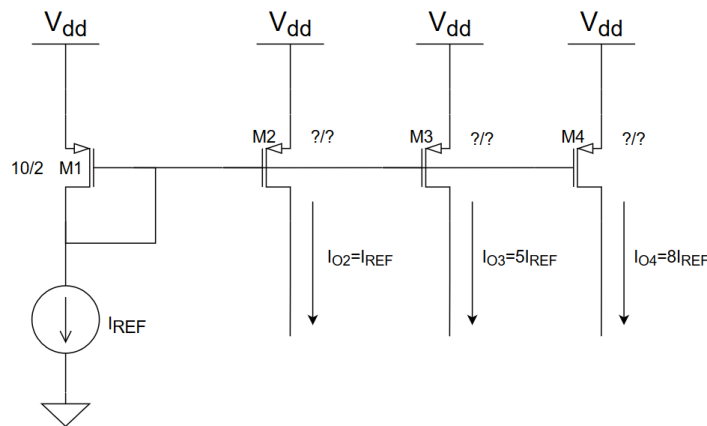 Vdd Vdd Vdd Vdd
M2 ?/? M3 ?/? M4 ?/?
10/2 M1
IO2=IREF IO3=5IREF IO4=8IREF
IREF